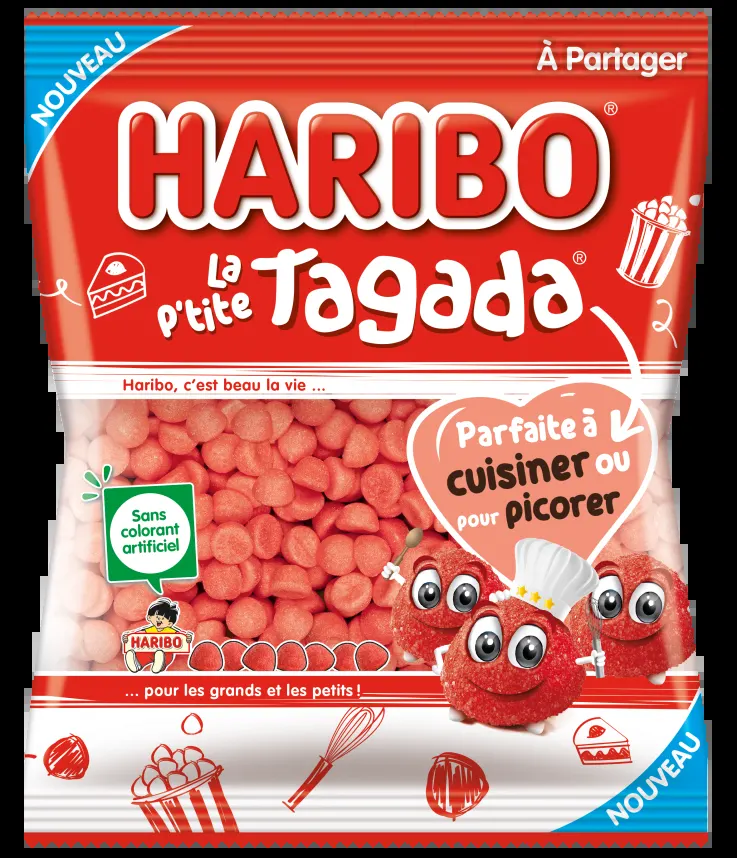 NOUVEAU
À Partager
HARIBO®
La p'tite Tagada®
Haribo, c'est beau la vie ...
Parfaite à
cuisiner ou
pour picorer
Sans
colorant
artificiel
HARIBO
... pour les grands et les petits !
NOUVEAU